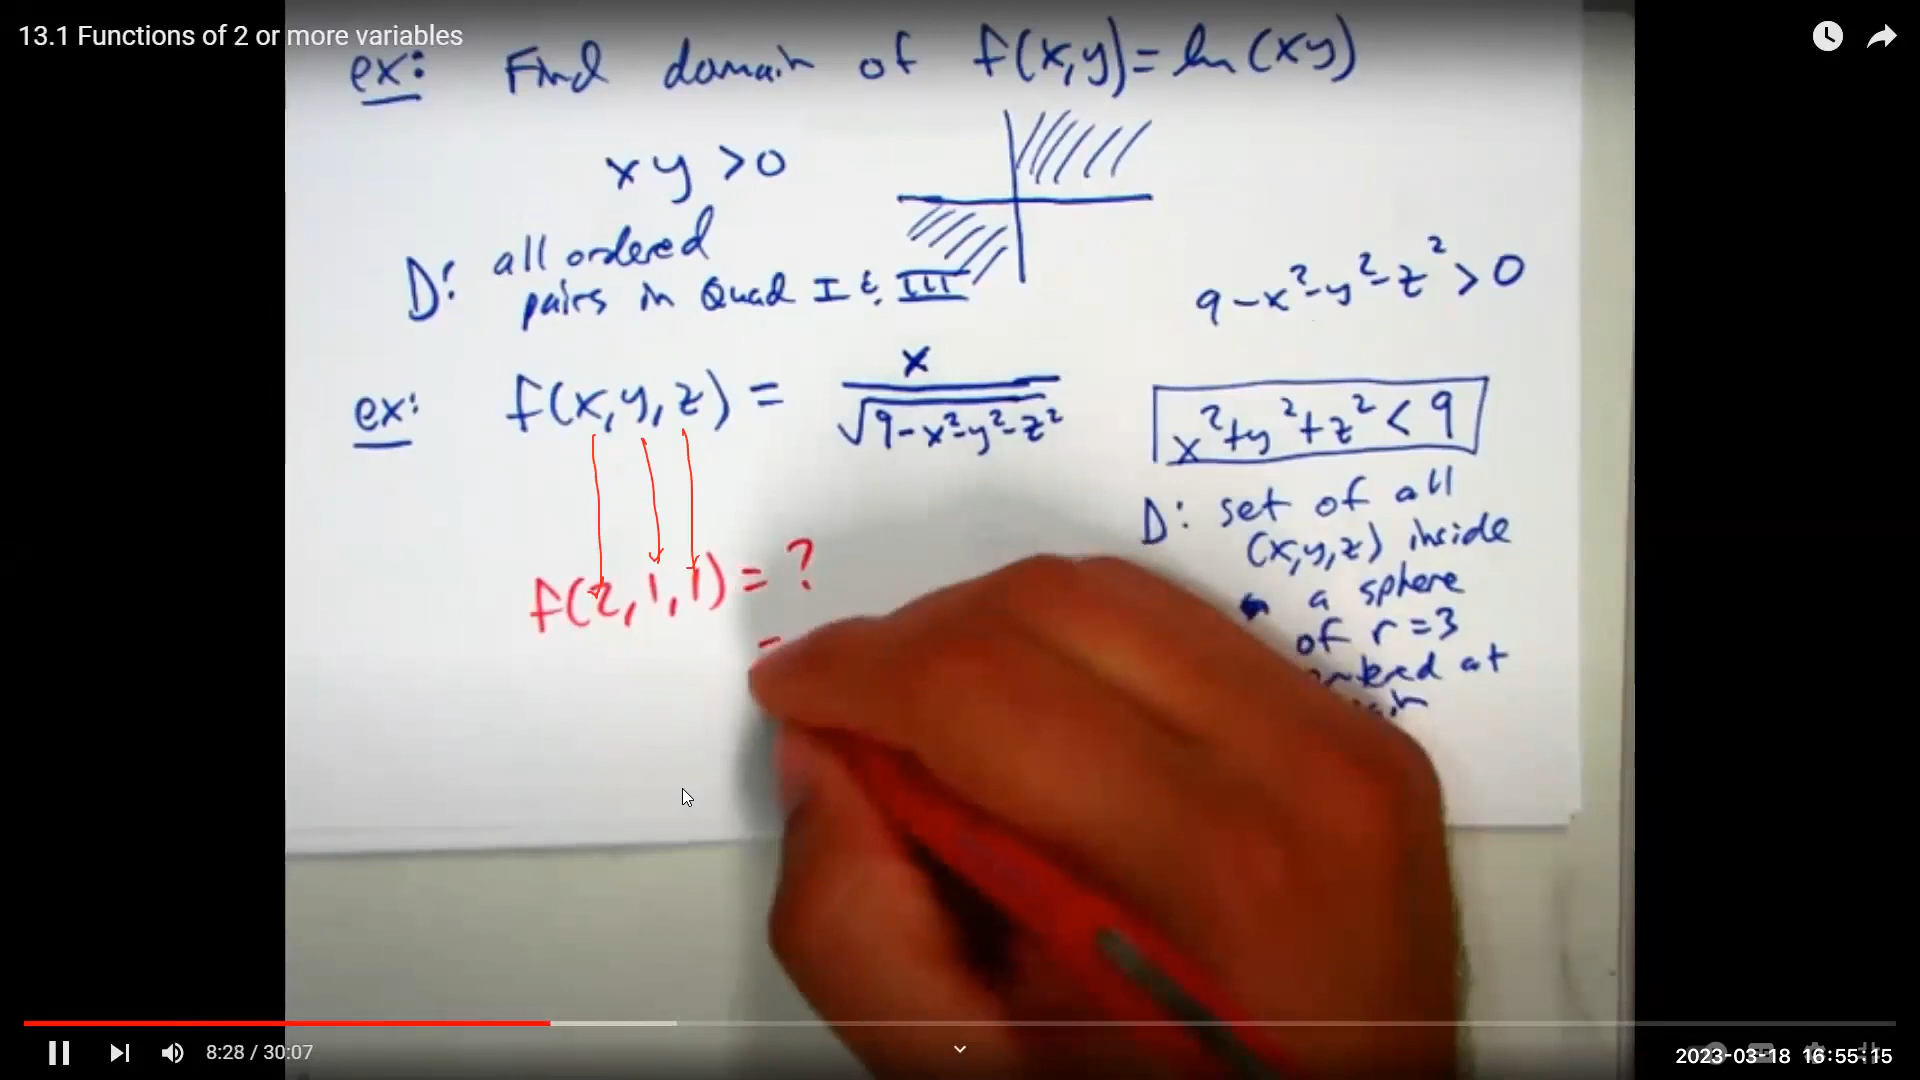 13.1 Functions of 2 or more variables
ex: Find domain of f(x,y)= ln(xy)
xy >0
D: all ordered
pairs in Quad I & III
9-x²-y²-z² >0
ex: f(x,y,z) = x
√9-x²-y²-z²
x²+y²+z² < 9
D: set of all
(x,y,z) inside
a sphere
of r=3
at
f(2,1,1) = ?
=
8:28 / 30:07
2023-03-18 16:55:15